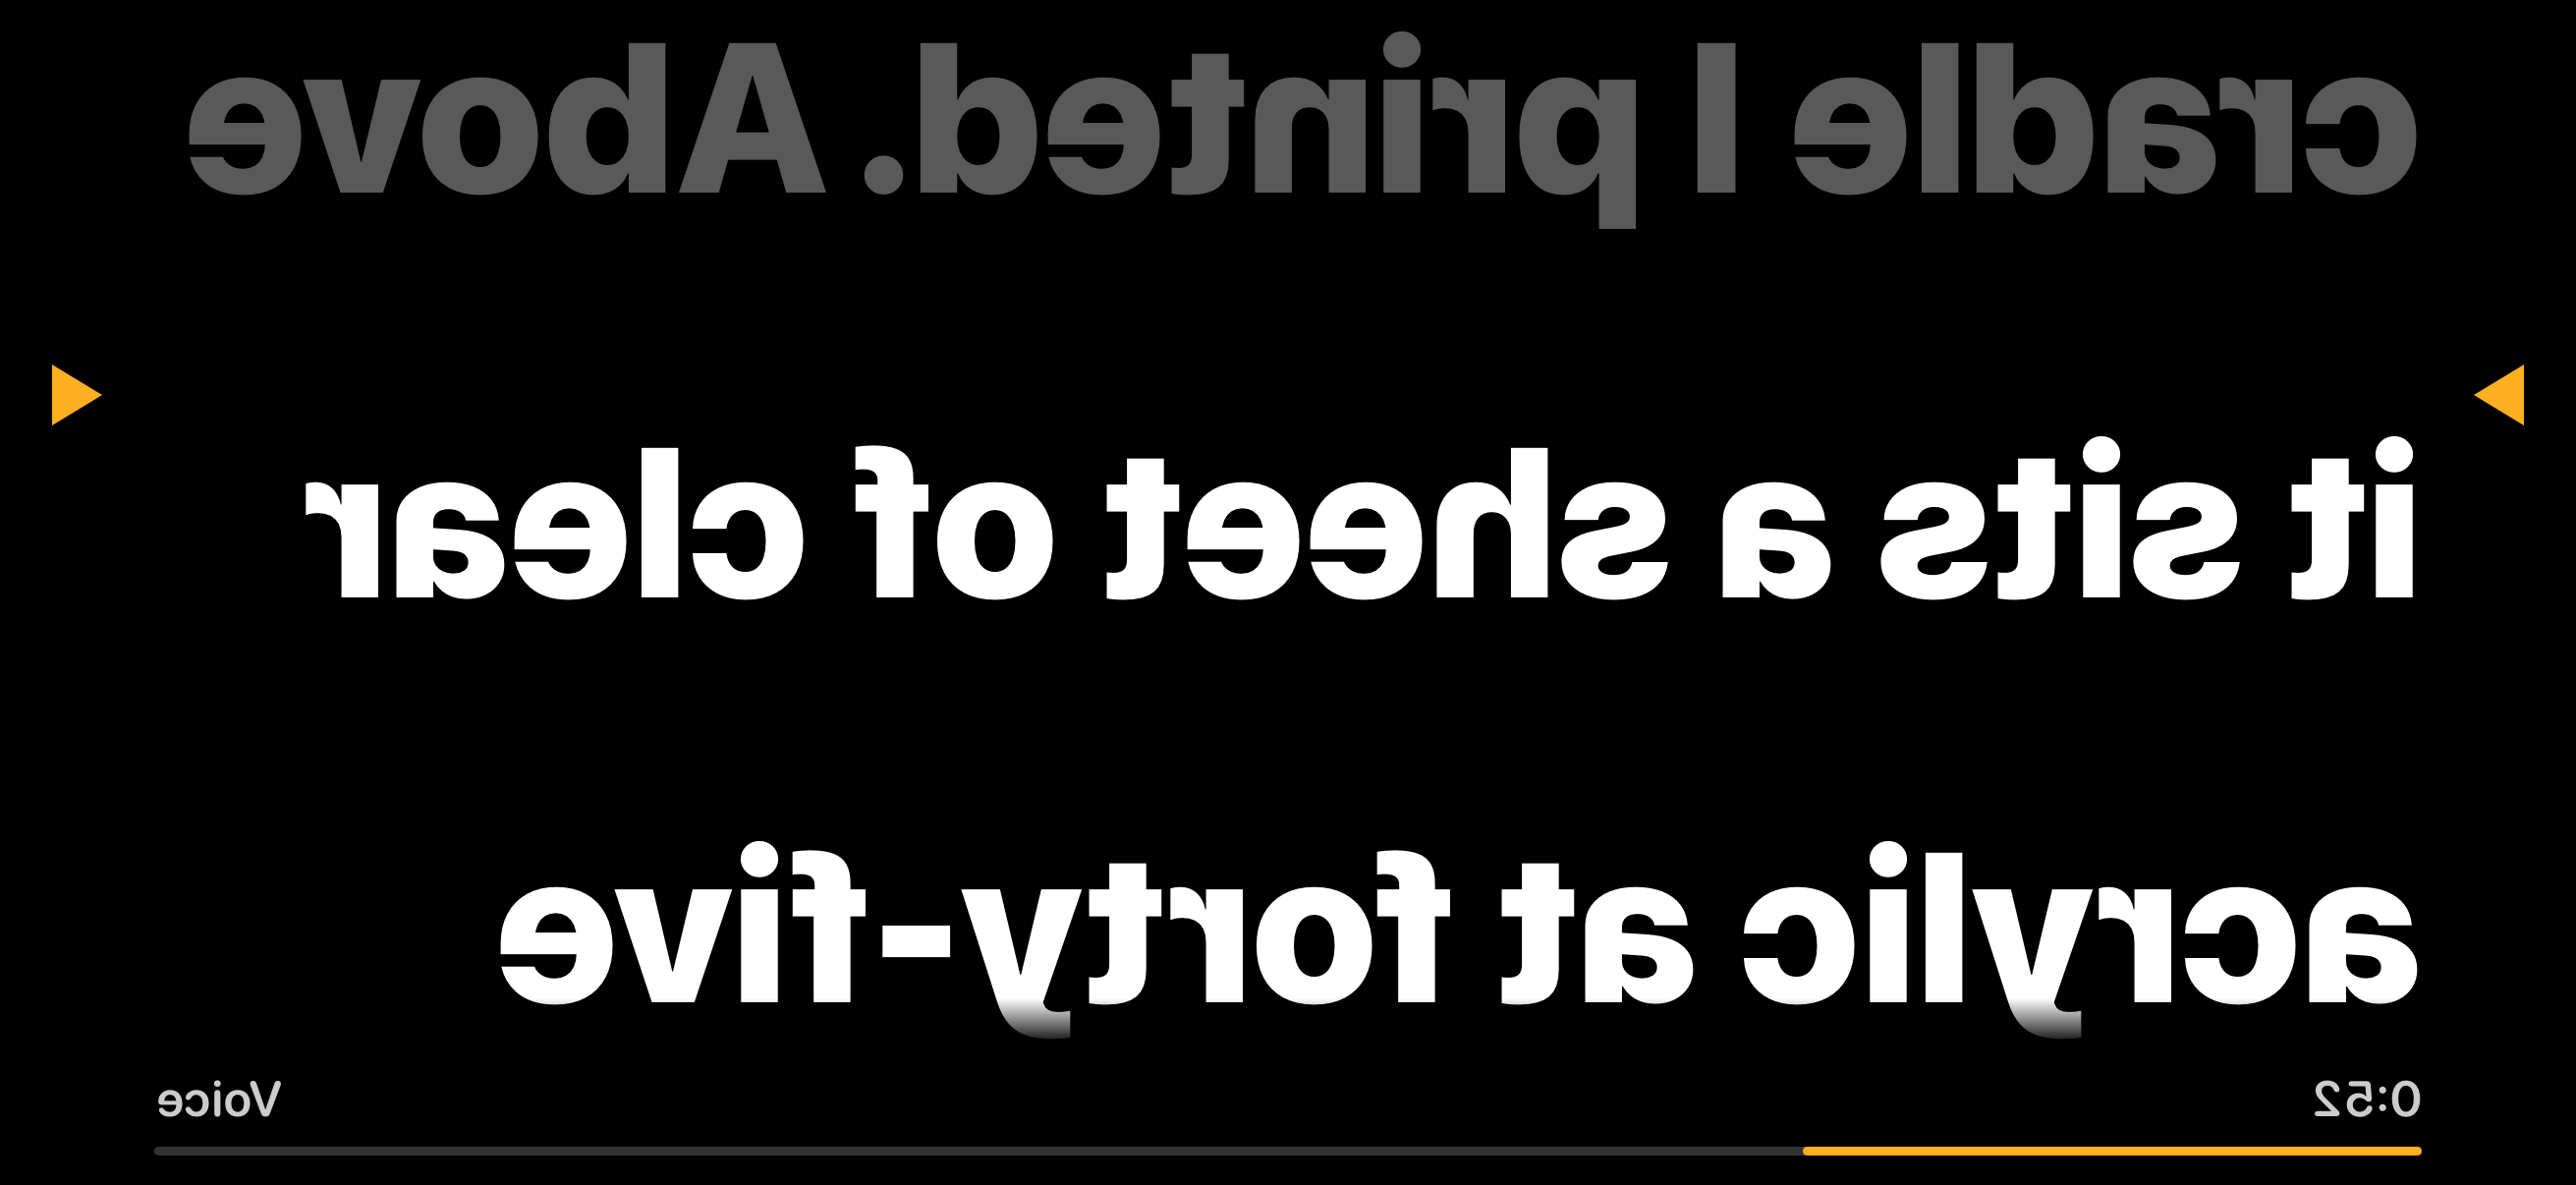 cradle I printed. Above
it sits a sheet of clear
acrylic at forty-five
0:52
Voice